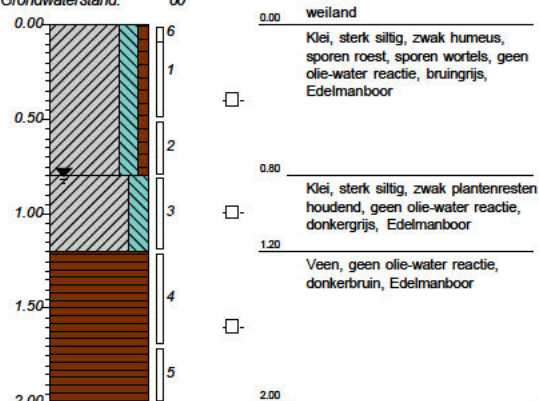 Grondwaterstand: 80
0.00
0.50
1.00
1.50
2.00
6
1
2
3
4
5
0.00 weiland
Klei, sterk siltig, zwak humeus,
sporen roest, sporen wortels, geen
olie-water reactie, bruingrijs,
Edelmanboor
0.80
Klei, sterk siltig, zwak plantenresten
houdend, geen olie-water reactie,
donkergrijs, Edelmanboor
1.20
Veen, geen olie-water reactie,
donkerbruin, Edelmanboor
2.00